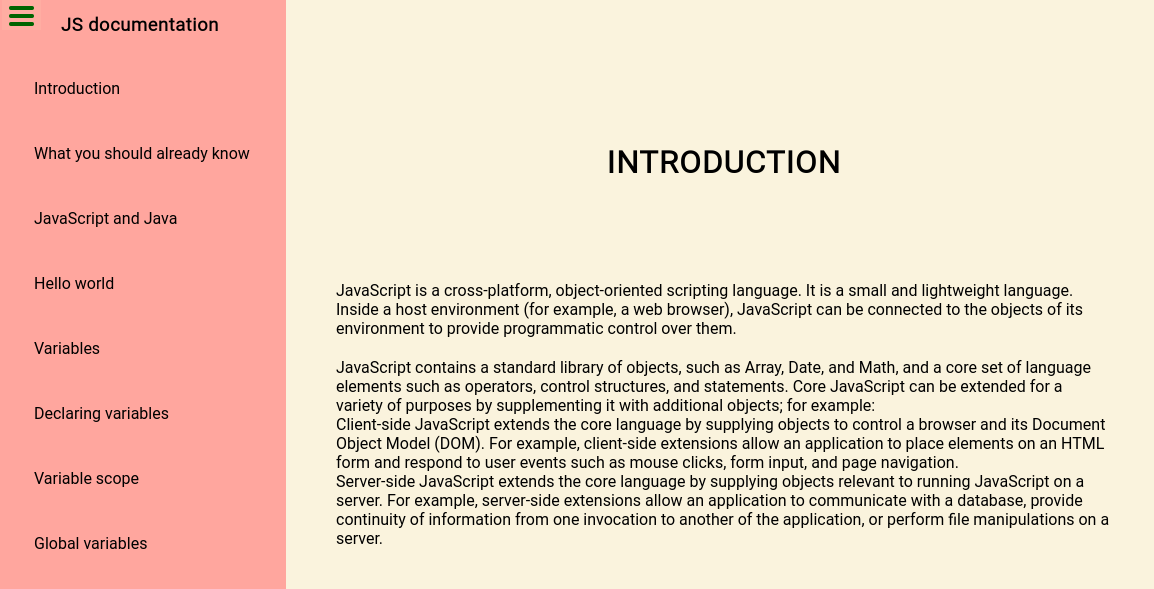 JS documentation
Introduction
What you should already know
JavaScript and Java
Hello world
Variables
Declaring variables
Variable scope
Global variables
INTRODUCTION
JavaScript is a cross-platform, object-oriented scripting language. It is a small and lightweight language.
Inside a host environment (for example, a web browser), JavaScript can be connected to the objects of its
environment to provide programmatic control over them.
JavaScript contains a standard library of objects, such as Array, Date, and Math, and a core set of language
elements such as operators, control structures, and statements. Core JavaScript can be extended for a
variety of purposes by supplementing it with additional objects; for example:
Client-side JavaScript extends the core language by supplying objects to control a browser and its Document
Object Model (DOM). For example, client-side extensions allow an application to place elements on an HTML
form and respond to user events such as mouse clicks, form input, and page navigation.
Server-side JavaScript extends the core language by supplying objects relevant to running JavaScript on a
server. For example, server-side extensions allow an application to communicate with a database, provide
continuity of information from one invocation to another of the application, or perform file manipulations on a
server.